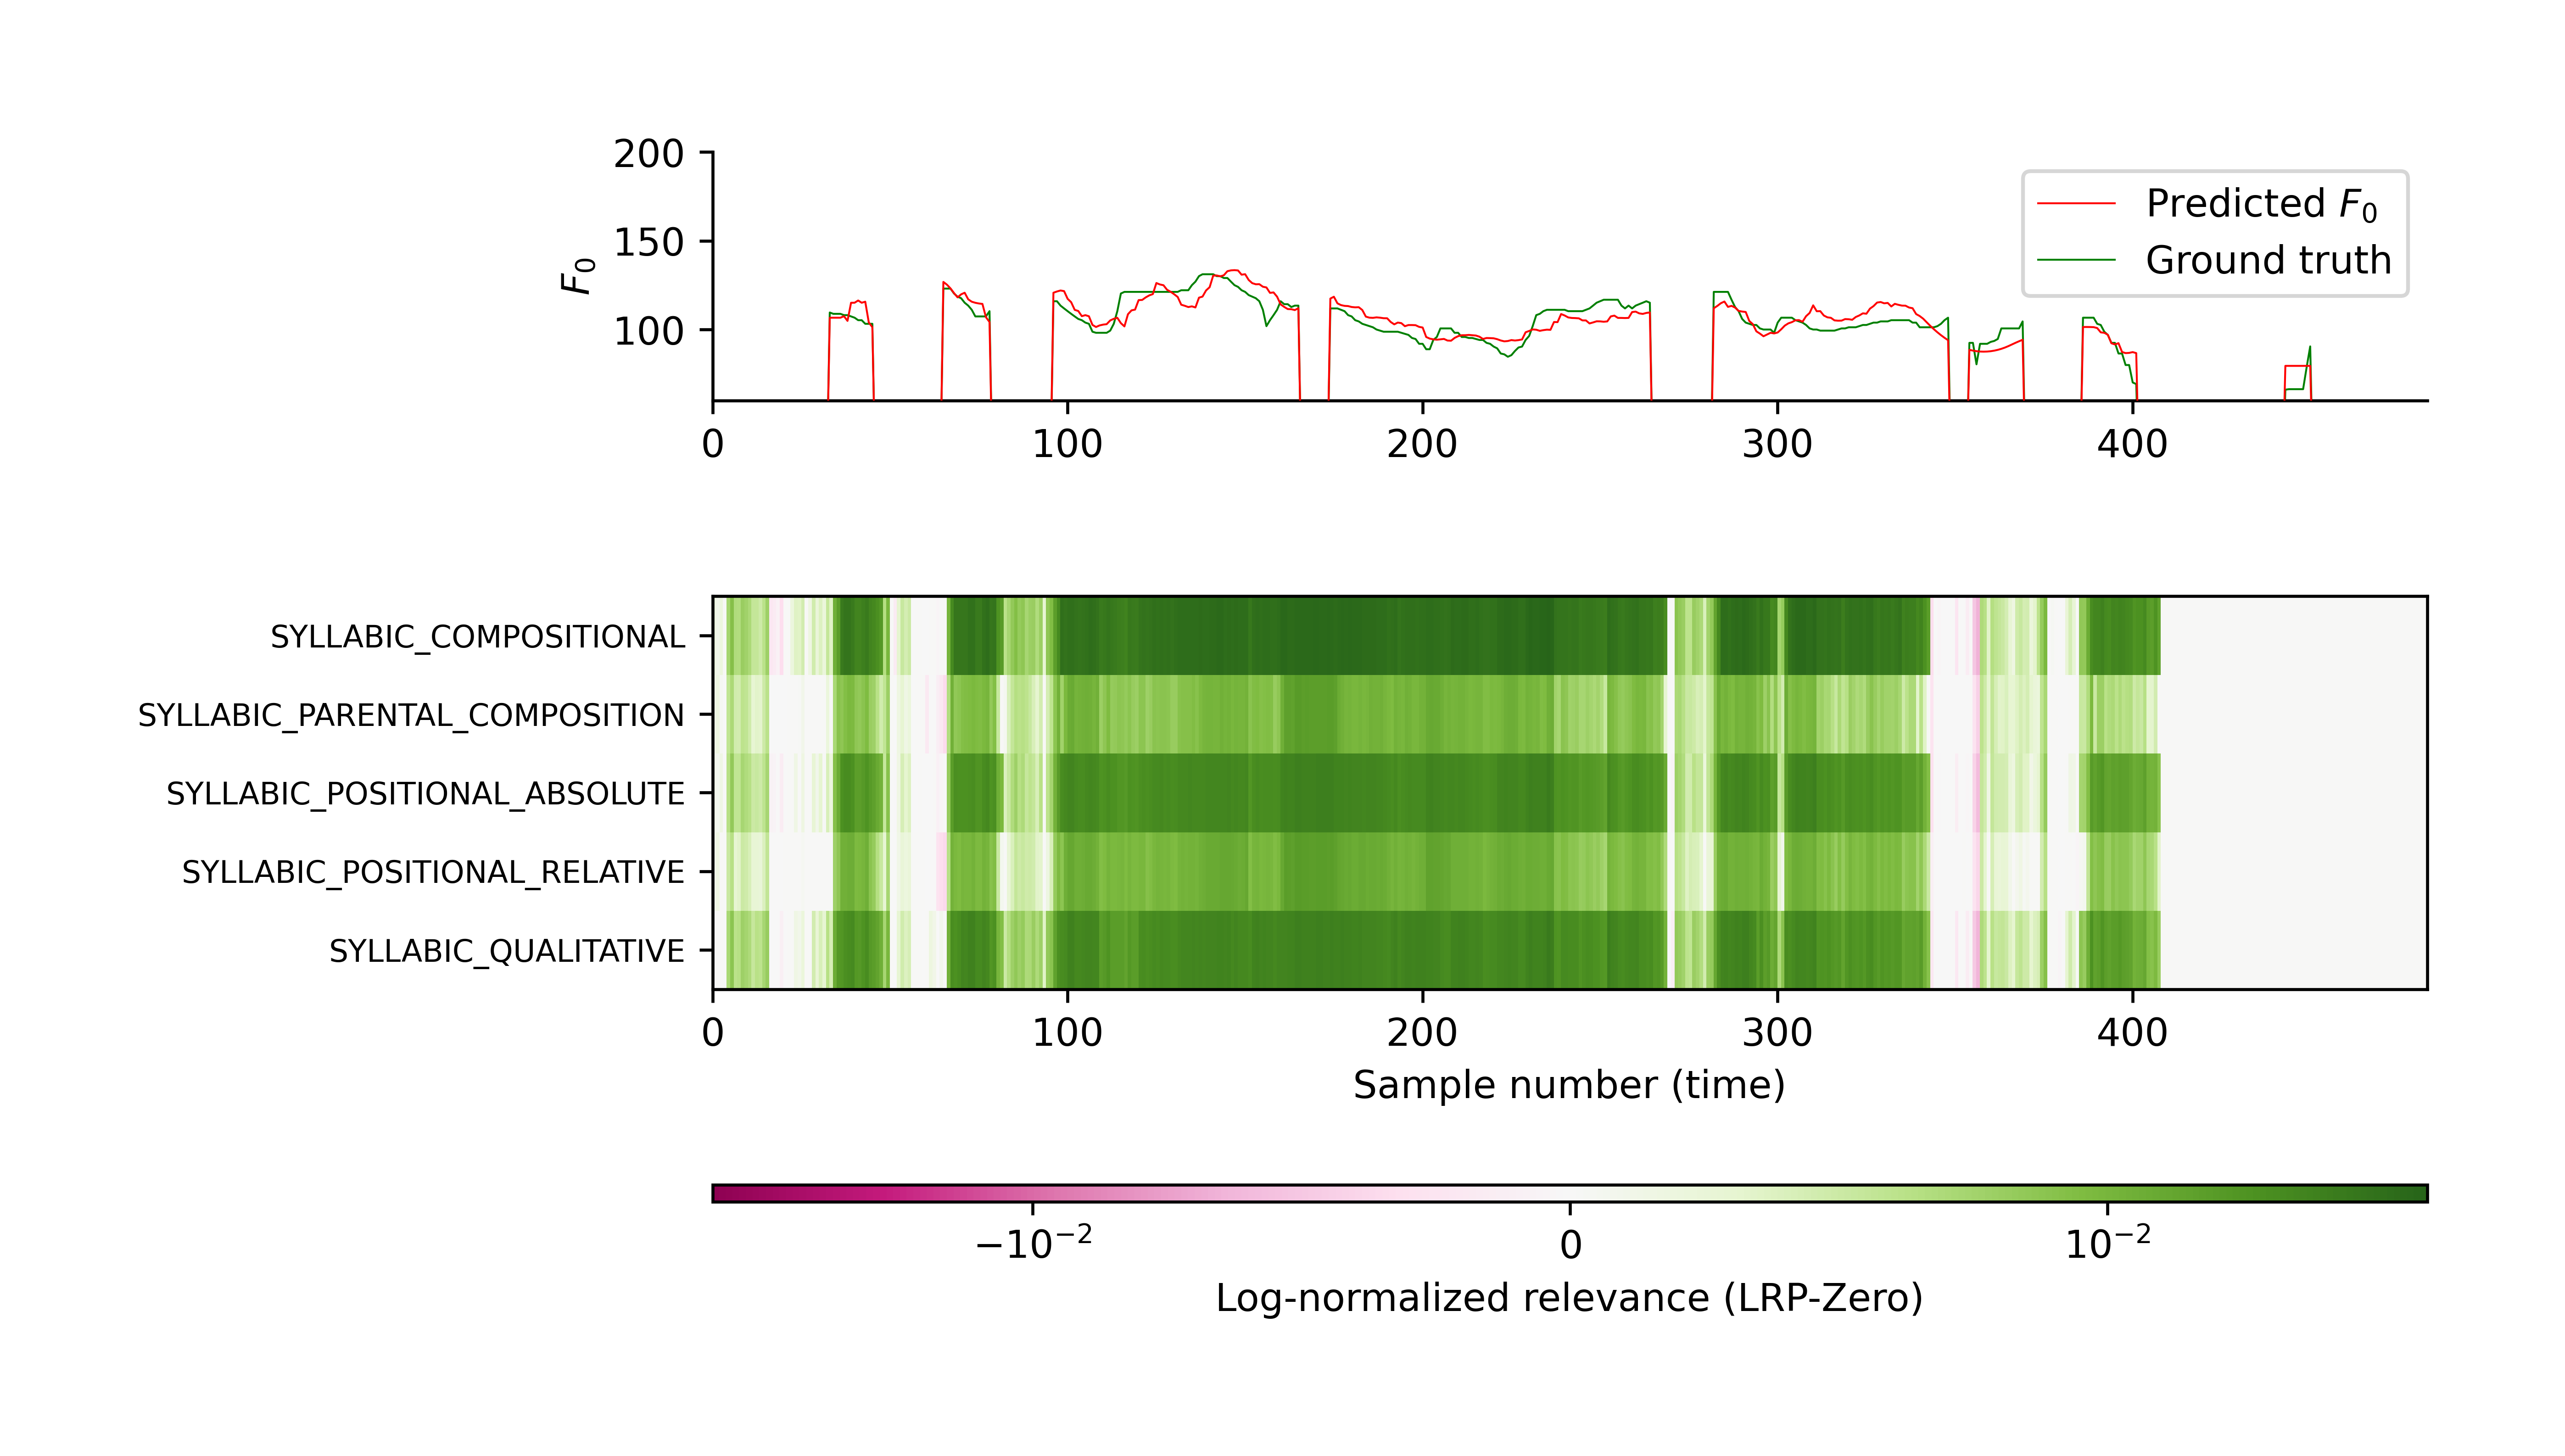 200
150
100
F0
Predicted F0
Ground truth
0 100 200 300 400
SYLLABIC_COMPOSITIONAL
SYLLABIC_PARENTAL_COMPOSITION
SYLLABIC_POSITIONAL_ABSOLUTE
SYLLABIC_POSITIONAL_RELATIVE
SYLLABIC_QUALITATIVE
0 100 200 300 400
Sample number (time)
−10⁻² 0 10⁻²
Log-normalized relevance (LRP-Zero)